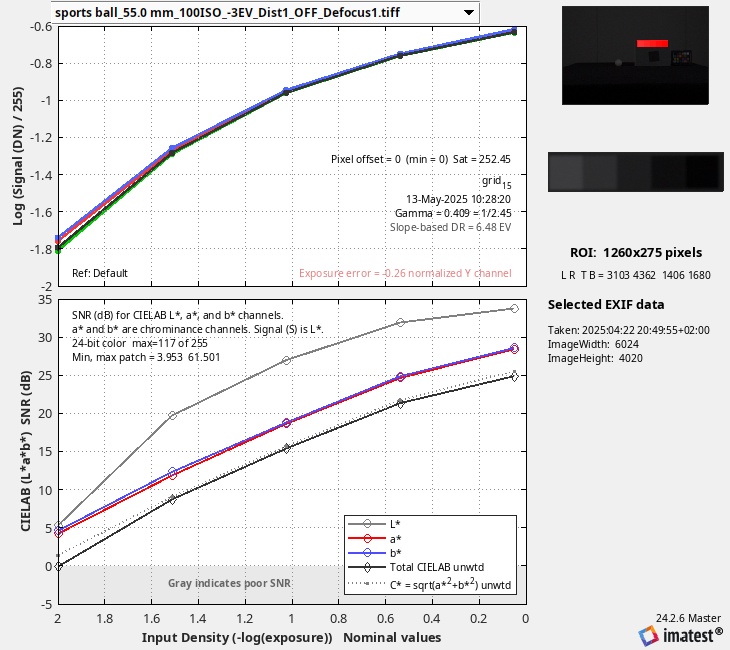 sports ball_55.0 mm_100ISO_-3EV_Dist1_OFF_Defocus1.tiff
-0.6
-0.8
-1
-1.2
-1.4
-1.6
-1.8
-2
Log (Signal (DN) / 255)
Pixel offset = 0 (min = 0) Sat = 252.45
grid15
13-May-2025 10:28:20
Gamma = 0.409 = 1/2.45
Slope-based DR = 6.48 EV
Ref: Default
Exposure error = -0.26 normalized Y channel
35
30
25
20
15
10
5
0
-5
CIELAB (L*a*b*) SNR (dB)
SNR (dB) for CIELAB L*, a*, and b* channels.
a* and b* are chrominance channels. Signal (S) is L*.
24-bit color max=117 of 255
Min, max patch = 3.953 61.501
L*
a*
b*
Total CIELAB unwtd
C* = sqrt(a*2+b*2) unwtd
Gray indicates poor SNR
2
1.8
1.6
1.4
1.2
1
0.8
0.6
0.4
0.2
0
Input Density (-log(exposure)) Nominal values
ROI: 1260x275 pixels
L R T B = 3103 4362 1406 1680
Selected EXIF data
Taken: 2025:04:22 20:49:55+02:00
ImageWidth: 6024
ImageHeight: 4020
24.2.6 Master
imatest®